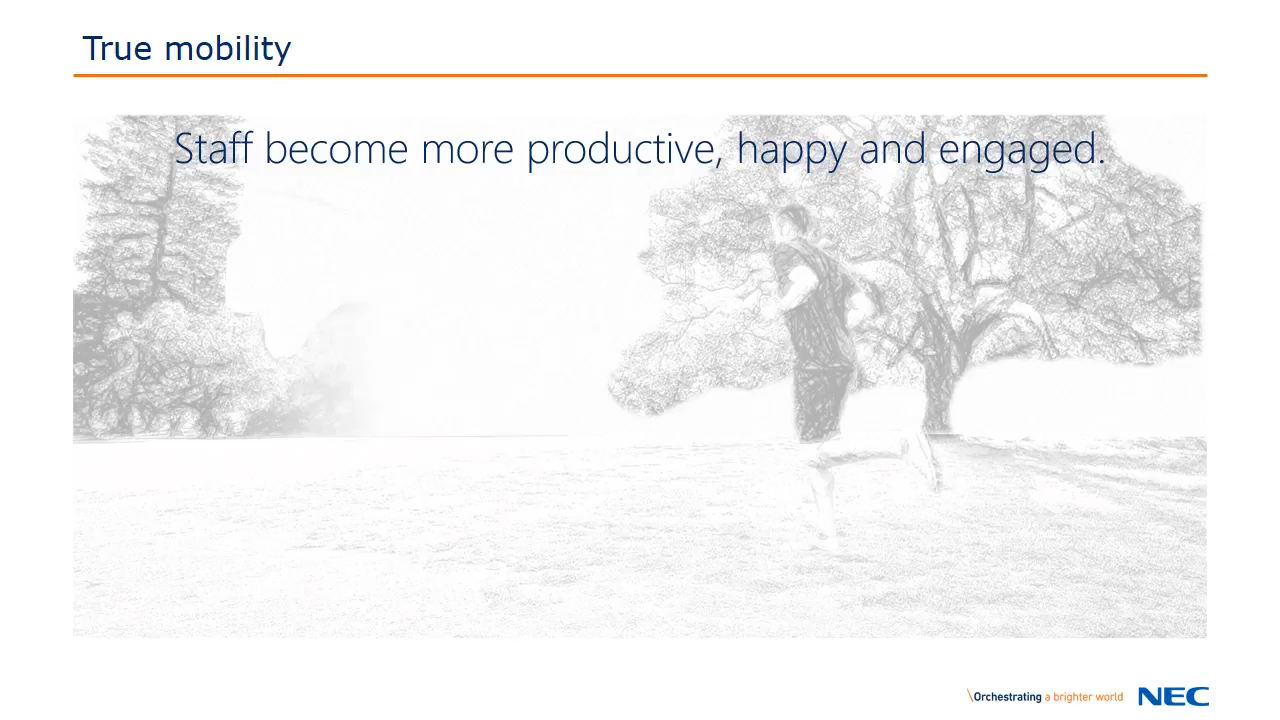 True mobility
Staff become more productive, happy and engaged.
\Orchestrating a brighter world NEC